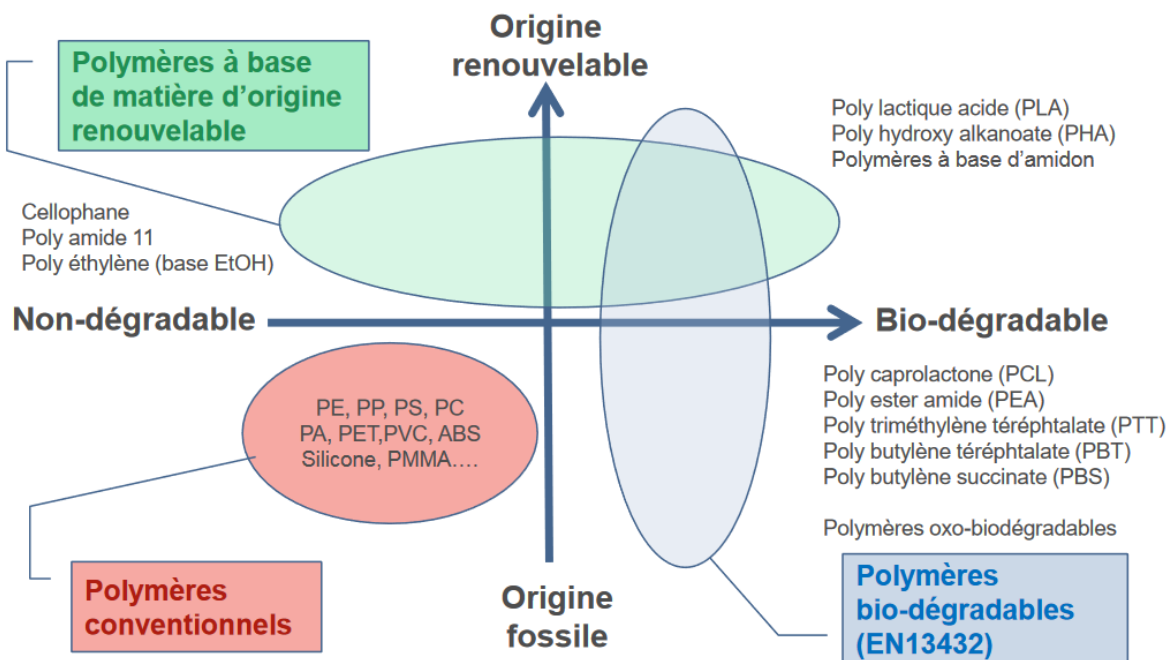 Origine
renouvelable
Polymères à base
de matière d'origine
renouvelable
Poly lactique acide (PLA)
Poly hydroxy alkanoate (PHA)
Polymères à base d'amidon
Cellophane
Poly amide 11
Poly éthylène (base EtOH)
Non-dégradable
Bio-dégradable
PE, PP, PS, PC
PA, PET,PVC, ABS
Silicone, PMMA....
Poly caprolactone (PCL)
Poly ester amide (PEA)
Poly triméthylène téréphtalate (PTT)
Poly butylène téréphtalate (PBT)
Poly butylène succinate (PBS)
Polymères oxo-biodégradables
Polymères
conventionnels
Origine
fossile
Polymères
bio-dégradables
(EN13432)